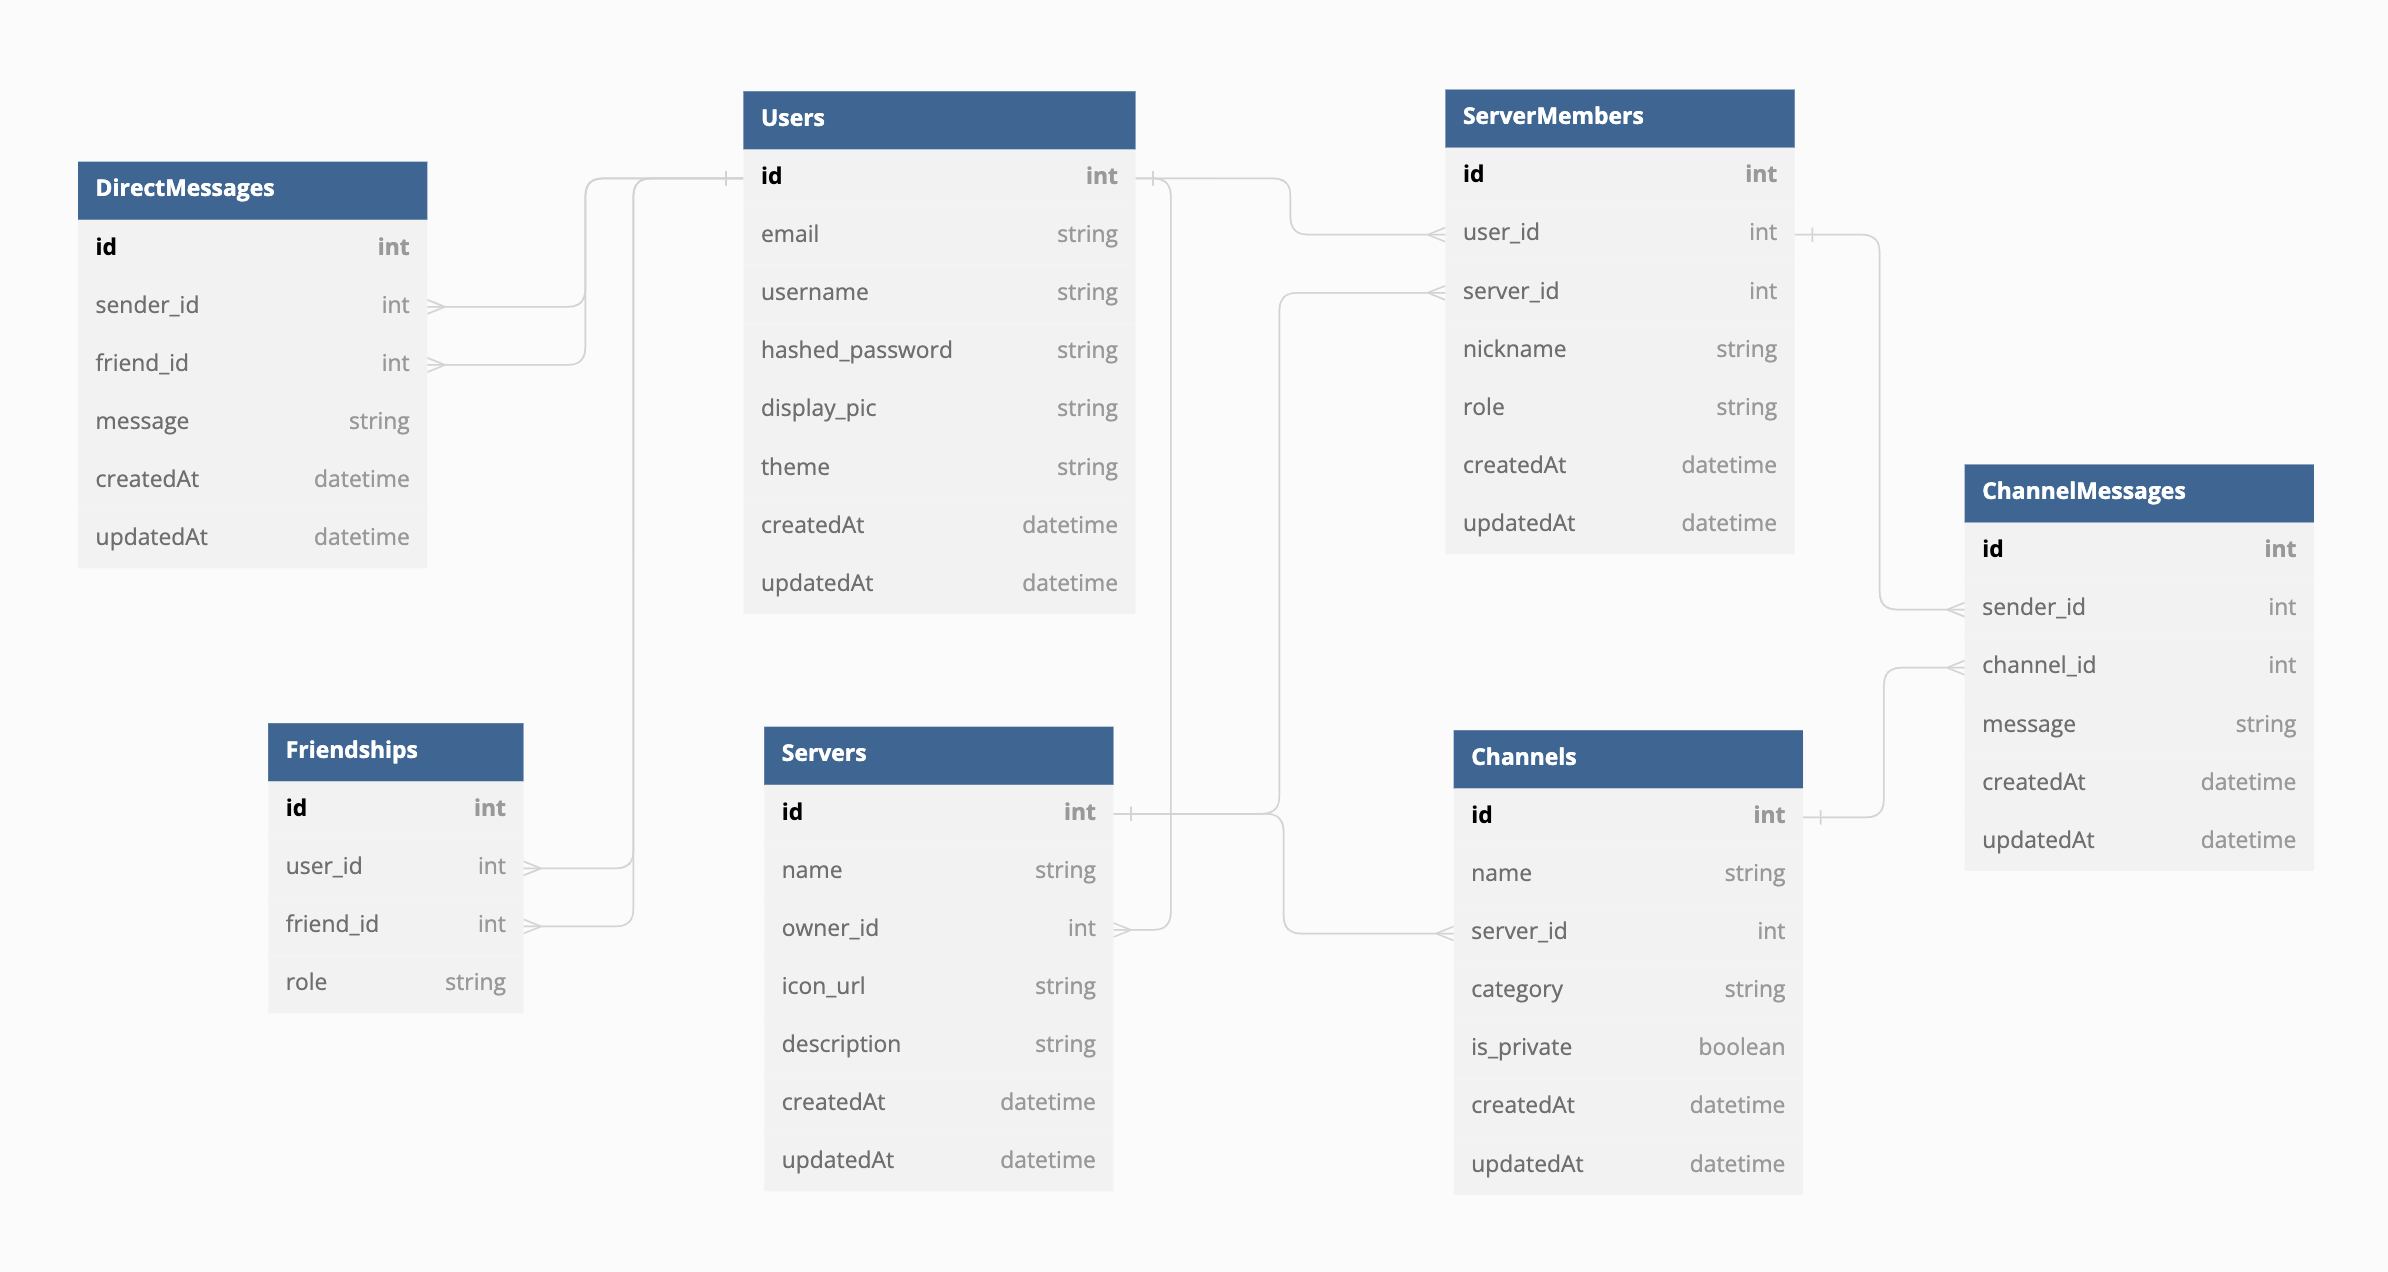 DirectMessages
id int
sender_id int
friend_id int
message string
createdAt datetime
updatedAt datetime
Friendships
id int
user_id int
friend_id int
role string
Users
id int
email string
username string
hashed_password string
display_pic string
theme string
createdAt datetime
updatedAt datetime
Servers
id int
name string
owner_id int
icon_url string
description string
createdAt datetime
updatedAt datetime
ServerMembers
id int
user_id int
server_id int
nickname string
role string
createdAt datetime
updatedAt datetime
Channels
id int
name string
server_id int
category string
is_private boolean
createdAt datetime
updatedAt datetime
ChannelMessages
id int
sender_id int
channel_id int
message string
createdAt datetime
updatedAt datetime